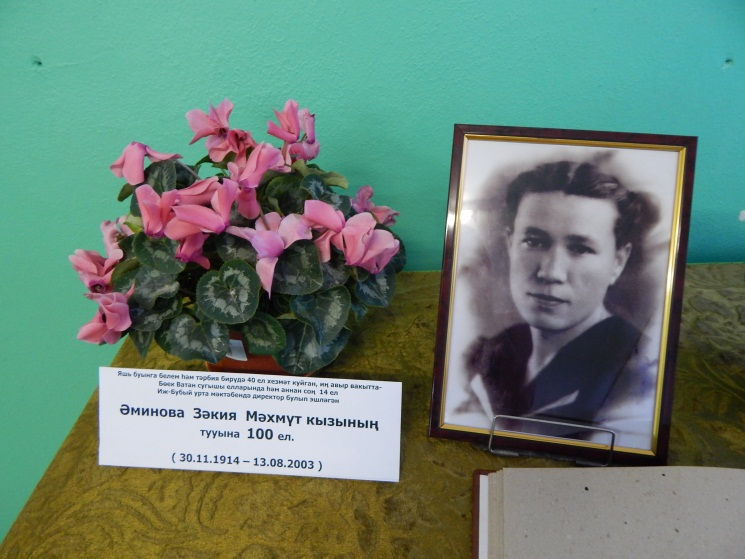 Яшь буынга белем һәм тәрбия бирүдә 40 ел хезмәт куйган, иң авыр вакытта-
Бөек Ватан сугышы елларында һәм аннан соң 14 ел
Иж-Бубый урта мәктәбендә директор булып эшләгән
Әминова Зәкия Мәхмүт кызының
тууына 100 ел.
( 30.11.1914 – 13.08.2003 )